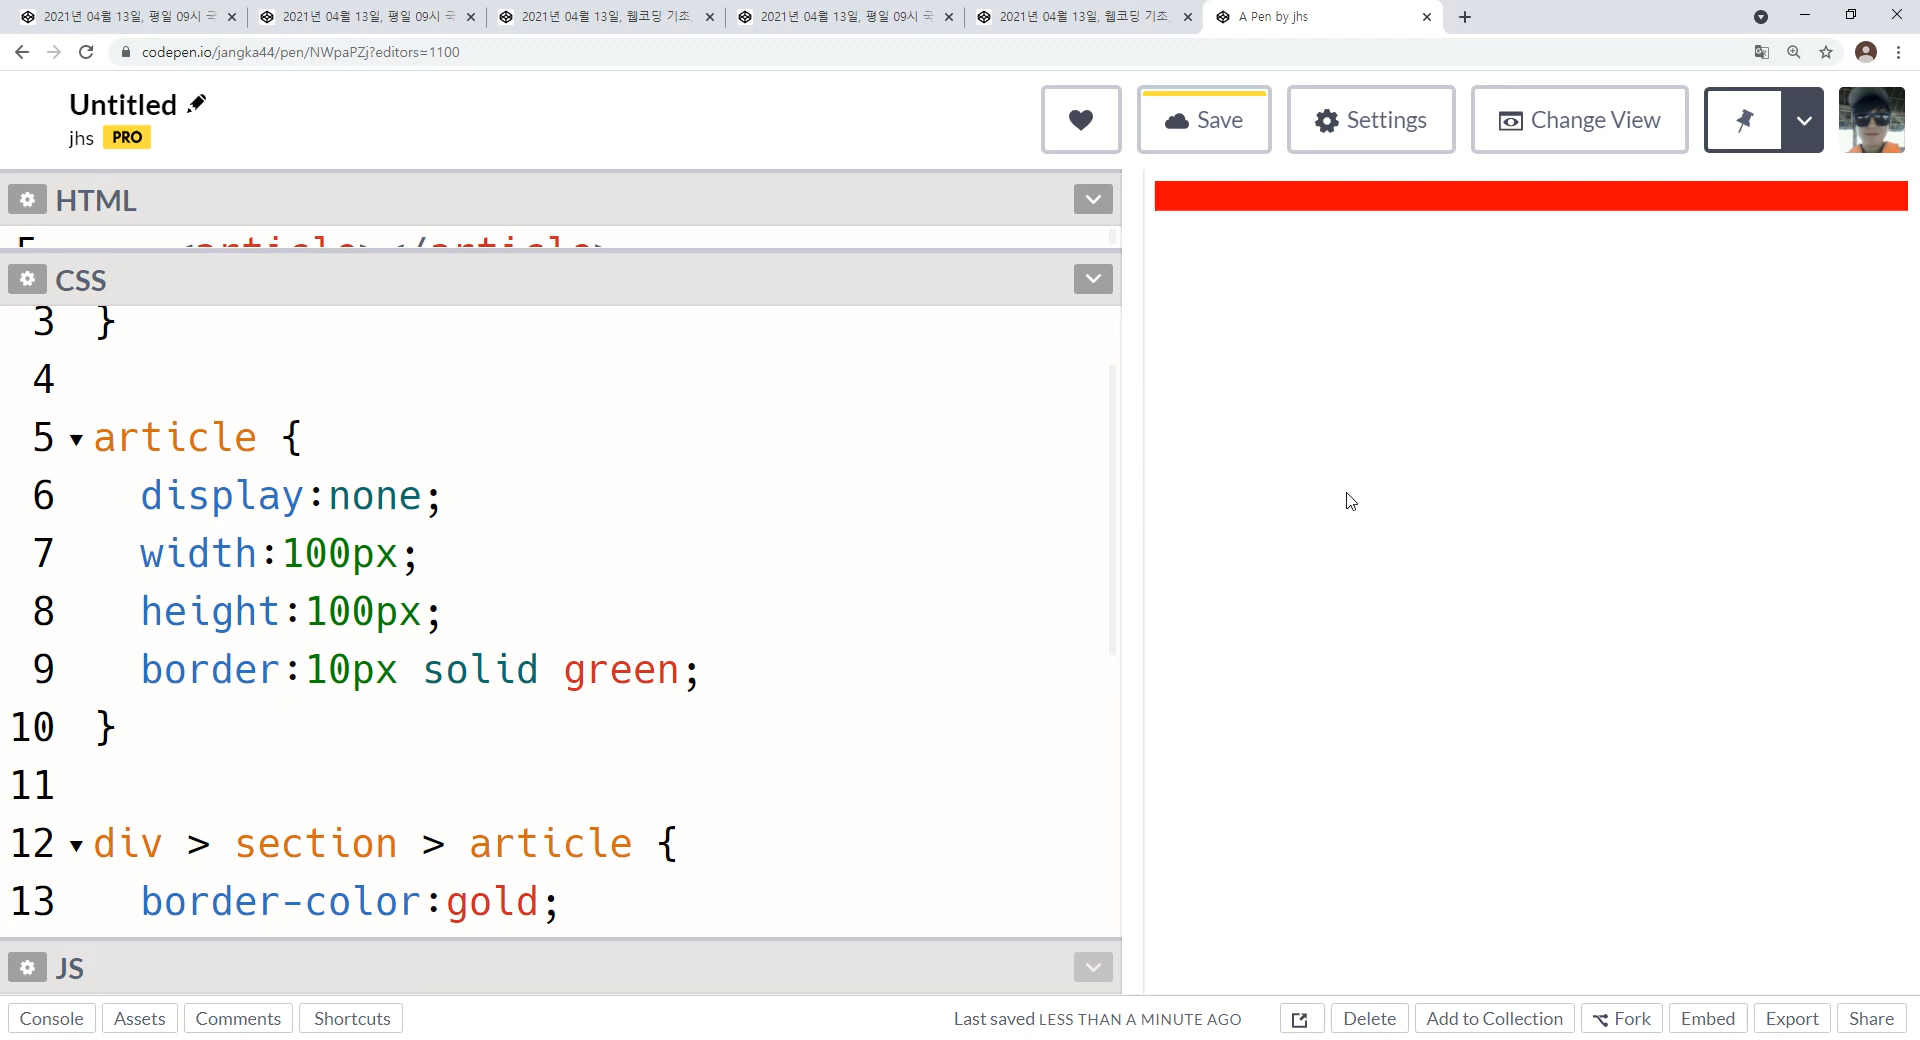 2021년 04월 13일, 평일 09시 국
2021년 04월 13일, 평일 09시 국
2021년 04월 13일, 웹코딩 기초,
2021년 04월 13일, 평일 09시 국
2021년 04월 13일, 웹코딩 기초,
A Pen by jhs
codepen.io/jangka44/pen/NWpaPZj?editors=1100
Untitled
jhs PRO
Save
Settings
Change View
HTML
5 <article></article>
CSS
3 }
4
5 article {
6 display:none;
7 width:100px;
8 height:100px;
9 border:10px solid green;
10 }
11
12 div > section > article {
13 border-color:gold;
JS
Console Assets Comments Shortcuts
Last saved LESS THAN A MINUTE AGO
Delete Add to Collection Fork Embed Export Share